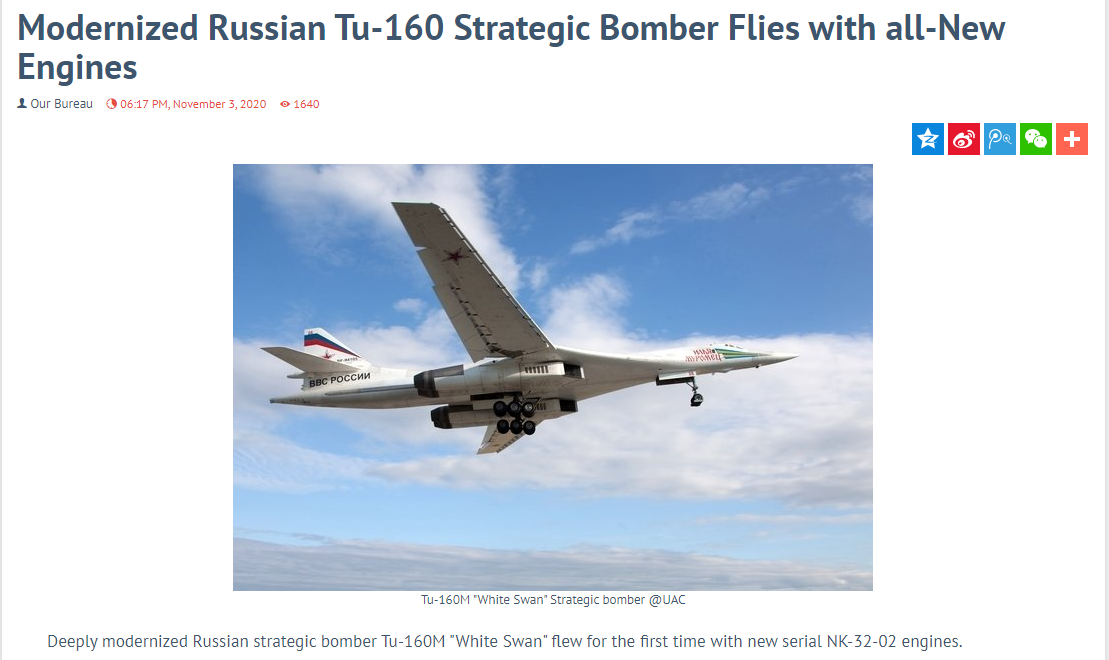 Modernized Russian Tu-160 Strategic Bomber Flies with all-New
Engines
Our Bureau 06:17 PM, November 3, 2020 1640
ВВС РОССИИ
ИЛЬЯ
МУРОМЕЦ
Tu-160M "White Swan" Strategic bomber @UAC
Deeply modernized Russian strategic bomber Tu-160M "White Swan" flew for the first time with new serial NK-32-02 engines.